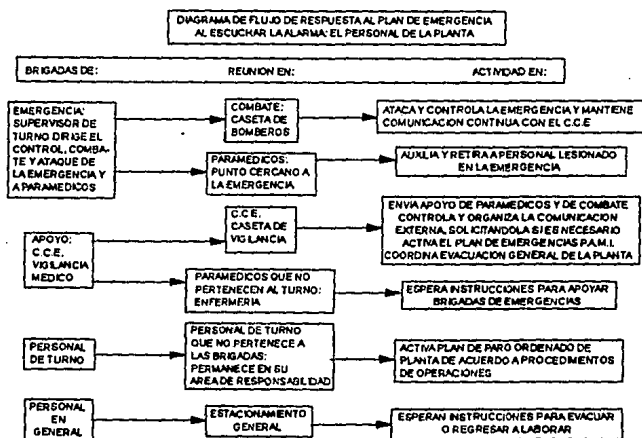 DIAGRAMA DE FLUJO DE RESPUESTA AL PLAN DE EMERGENCIA
AL ESCUCHAR LA ALARMA: EL PERSONAL DE LA PLANTA
BRIGADAS DE: REUNION EN: ACTIVIDAD EN:
EMERGENCIA:
SUPERVISOR DE
TURNO DIRIGE EL
CONTROL, COMBA-
TE Y ATAQUE DE
LA EMERGENCIA Y
A PARAMEDICOS
COMBATE:
CASETA DE
BOMBEROS
ATACA Y CONTROLA LA EMERGENCIA Y MANTIENE
COMUNICACION CONTINUA CON EL C.C.E
PARAMEDICOS:
PUNTO CERCANO A
LA EMERGENCIA
AUXILIA Y RETIRA A PERSONAL LESIONADO
EN LA EMERGENCIA
APOYO:
C.C.E.
VIGILANCIA
MEDICO
C.C.E.
CASETA DE
VIGILANCIA
ENVIA APOYO DE PARAMEDICOS Y DE COMBATE
CONTROLA Y ORGANIZA LA COMUNICACION
EXTERNA, SOLICITANDOLA SI ES NECESARIO
ACTIVA EL PLAN DE EMERGENCIAS P.A.M.I.
COORDINA EVACUACION GENERAL DE LA PLANTA
PARAMEDICOS QUE NO
PERTENECEN AL TURNO:
ENFERMERIA
ESPERA INSTRUCCIONES PARA APOYAR
BRIGADAS DE EMERGENCIAS
PERSONAL
DE TURNO
PERSONAL DE TURNO
QUE NO PERTENECE A
LAS BRIGADAS:
PERMANECE EN SU
AREA DE RESPONSABILIDAD
ACTIVA PLAN DE PARO ORDENADO DE
PLANTA DE ACUERDO A PROCEDIMENTOS
DE OPERACIONES
PERSONAL
EN
GENERAL
ESTACIONAMIENTO
GENERAL
ESPERAN INSTRUCCIONES PARA EVACUAR
O REGRESAR A LABORAR